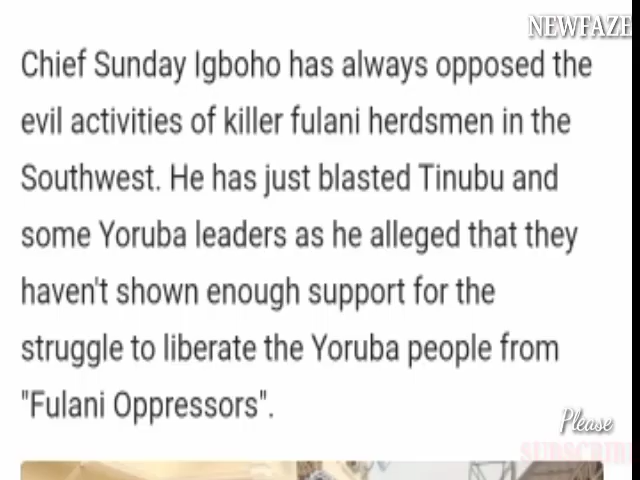 NEWFAZE
Chief Sunday Igboho has always opposed the
evil activities of killer fulani herdsmen in the
Southwest. He has just blasted Tinubu and
some Yoruba leaders as he alleged that they
haven't shown enough support for the
struggle to liberate the Yoruba people from
"Fulani Oppressors".
Please
SUBSCRIBE